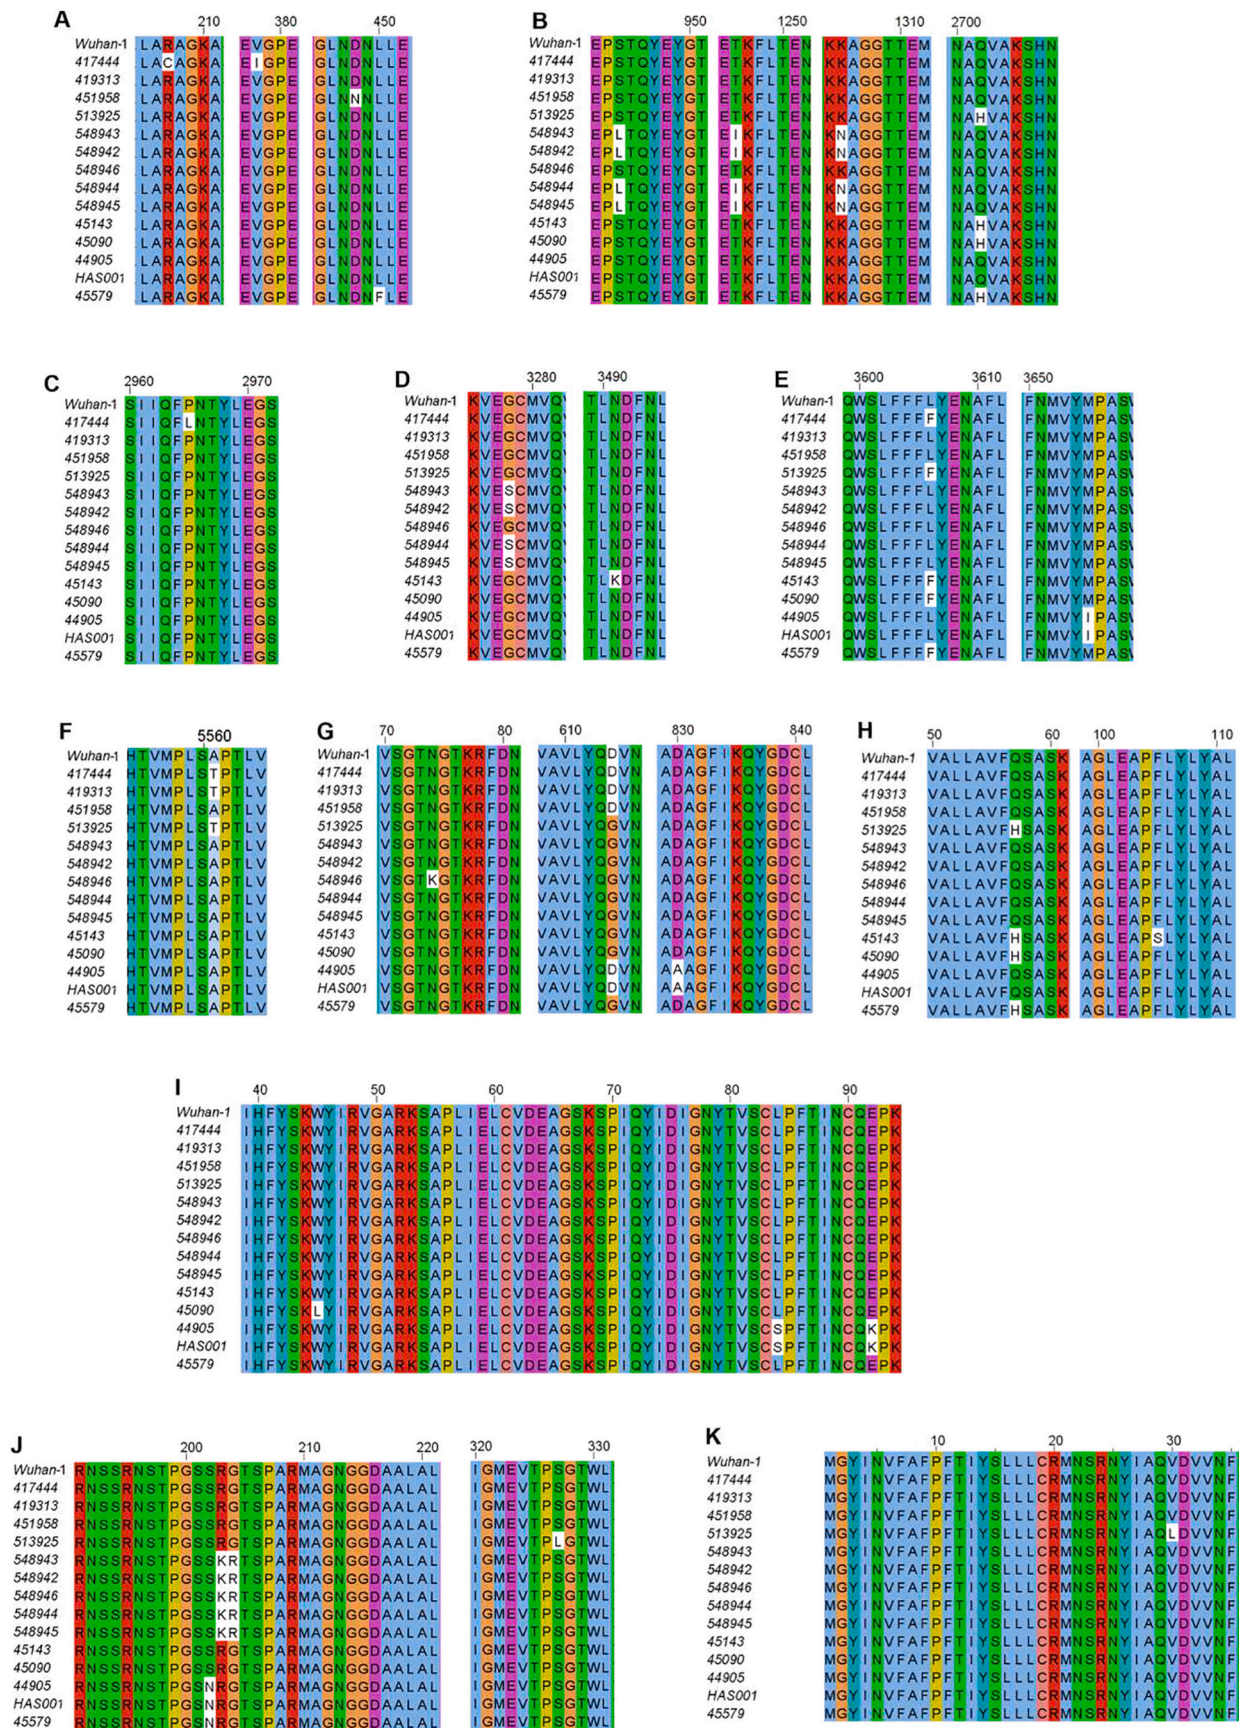 A
210 380 450
Wuhan-1 LARAGKA EVGPE GLNDNLLE
417444 LACAGKA EIGPE GLNDNLLE
419313 LARAGKA EVGPE GLNDNLLE
451958 LARAGKA EVGPE GLNNNLLE
513925 LARAGKA EVGPE GLNDNLLE
548943 LARAGKA EVGPE GLNDNLLE
548942 LARAGKA EVGPE GLNDNLLE
548946 LARAGKA EVGPE GLNDNLLE
548944 LARAGKA EVGPE GLNDNLLE
548945 LARAGKA EVGPE GLNDNLLE
45143 LARAGKA EVGPE GLNDNLLE
45090 LARAGKA EVGPE GLNDNLLE
44905 LARAGKA EVGPE GLNDNLLE
HAS001 LARAGKA EVGPE GLNDNLLE
45579 LARAGKA EVGPE GLNDNFLE
B
950 1250 1310 2700
Wuhan-1 EPSTQYEYGT ETKFLTEN KKAGGTTEM NAQVAKSHN
417444 EPSTQYEYGT ETKFLTEN KKAGGTTEM NAQVAKSHN
419313 EPSTQYEYGT ETKFLTEN KKAGGTTEM NAQVAKSHN
451958 EPSTQYEYGT ETKFLTEN KKAGGTTEM NAQVAKSHN
513925 EPSTQYEYGT ETKFLTEN KKAGGTTEM NAHVAKSHN
548943 EPLTQYEYGT EIKFLTEN KNAGGTTEM NAQVAKSHN
548942 EPLTQYEYGT EIKFLTEN KNAGGTTEM NAQVAKSHN
548946 EPSTQYEYGT ETKFLTEN KKAGGTTEM NAQVAKSHN
548944 EPLTQYEYGT EIKFLTEN KNAGGTTEM NAQVAKSHN
548945 EPLTQYEYGT EIKFLTEN KNAGGTTEM NAQVAKSHN
45143 EPSTQYEYGT ETKFLTEN KKAGGTTEM NAHVAKSHN
45090 EPSTQYEYGT ETKFLTEN KKAGGTTEM NAHVAKSHN
44905 EPSTQYEYGT ETKFLTEN KKAGGTTEM NAQVAKSHN
HAS001 EPSTQYEYGT ETKFLTEN KKAGGTTEM NAQVAKSHN
45579 EPSTQYEYGT ETKFLTEN KKAGGTTEM NAHVAKSHN
C
2960 2970
Wuhan-1 SIIQFPNTYLEGS
417444 SIIQFLNTYLEGS
419313 SIIQFPNTYLEGS
451958 SIIQFPNTYLEGS
513925 SIIQFPNTYLEGS
548943 SIIQFPNTYLEGS
548942 SIIQFPNTYLEGS
548946 SIIQFPNTYLEGS
548944 SIIQFPNTYLEGS
548945 SIIQFPNTYLEGS
45143 SIIQFPNTYLEGS
45090 SIIQFPNTYLEGS
44905 SIIQFPNTYLEGS
HAS001 SIIQFPNTYLEGS
45579 SIIQFPNTYLEGS
D
3280 3490
Wuhan-1 KVEGCMVQ TLNDFNL
417444 KVEGCMVQ TLNDFNL
419313 KVEGCMVQ TLNDFNL
451958 KVEGCMVQ TLNDFNL
513925 KVEGCMVQ TLNDFNL
548943 KVESCMVQ TLNDFNL
548942 KVESCMVQ TLNDFNL
548946 KVEGCMVQ TLNDFNL
548944 KVESCMVQ TLNDFNL
548945 KVESCMVQ TLNDFNL
45143 KVEGCMVQ TLKDFNL
45090 KVEGCMVQ TLNDFNL
44905 KVEGCMVQ TLNDFNL
HAS001 KVEGCMVQ TLNDFNL
45579 KVEGCMVQ TLNDFNL
E
3600 3610 3650
Wuhan-1 QWSLFFFLYENAFL FNMVYMPAS
417444 QWSLFFFFYENAFL FNMVYMPAS
419313 QWSLFFFLYENAFL FNMVYMPAS
451958 QWSLFFFLYENAFL FNMVYMPAS
513925 QWSLFFFFYENAFL FNMVYMPAS
548943 QWSLFFFLYENAFL FNMVYMPAS
548942 QWSLFFFLYENAFL FNMVYMPAS
548946 QWSLFFFLYENAFL FNMVYMPAS
548944 QWSLFFFLYENAFL FNMVYMPAS
548945 QWSLFFFLYENAFL FNMVYMPAS
45143 QWSLFFFFYENAFL FNMVYMPAS
45090 QWSLFFFFYENAFL FNMVYMPAS
44905 QWSLFFFLYENAFL FNMVYIPAS
HAS001 QWSLFFFLYENAFL FNMVYIPAS
45579 QWSLFFFFYENAFL FNMVYMPAS
F
5560
Wuhan-1 HTVMPLSAPTLV
417444 HTVMPLSTPTLV
419313 HTVMPLSTPTLV
451958 HTVMPLSAPTLV
513925 HTVMPLSTPTLV
548943 HTVMPLSAPTLV
548942 HTVMPLSAPTLV
548946 HTVMPLSAPTLV
548944 HTVMPLSAPTLV
548945 HTVMPLSAPTLV
45143 HTVMPLSAPTLV
45090 HTVMPLSAPTLV
44905 HTVMPLSAPTLV
HAS001 HTVMPLSAPTLV
45579 HTVMPLSAPTLV
G
70 80 610 830 840
Wuhan-1 VSGTNGTKRFDN VAVLYQDVN ADAGFIKQYGDCL
417444 VSGTNGTKRFDN VAVLYQDVN ADAGFIKQYGDCL
419313 VSGTNGTKRFDN VAVLYQDVN ADAGFIKQYGDCL
451958 VSGTNGTKRFDN VAVLYQDVN ADAGFIKQYGDCL
513925 VSGTNGTKRFDN VAVLYQGVN ADAGFIKQYGDCL
548943 VSGTNGTKRFDN VAVLYQGVN ADAGFIKQYGDCL
548942 VSGTNGTKRFDN VAVLYQGVN ADAGFIKQYGDCL
548946 VSGTKGTKRFDN VAVLYQGVN ADAGFIKQYGDCL
548944 VSGTNGTKRFDN VAVLYQGVN ADAGFIKQYGDCL
548945 VSGTNGTKRFDN VAVLYQGVN ADAGFIKQYGDCL
45143 VSGTNGTKRFDN VAVLYQGVN ADAGFIKQYGDCL
45090 VSGTNGTKRFDN VAVLYQGVN ADAGFIKQYGDCL
44905 VSGTNGTKRFDN VAVLYQDVN AAAGFIKQYGDCL
HAS001 VSGTNGTKRFDN VAVLYQDVN AAAGFIKQYGDCL
45579 VSGTNGTKRFDN VAVLYQGVN ADAGFIKQYGDCL
H
50 60 100 110
Wuhan-1 VALLAVFQSASK AGLEAPFLYLYAL
417444 VALLAVFQSASK AGLEAPFLYLYAL
419313 VALLAVFQSASK AGLEAPFLYLYAL
451958 VALLAVFQSASK AGLEAPFLYLYAL
513925 VALLAVFHSASK AGLEAPFLYLYAL
548943 VALLAVFQSASK AGLEAPFLYLYAL
548942 VALLAVFQSASK AGLEAPFLYLYAL
548946 VALLAVFQSASK AGLEAPFLYLYAL
548944 VALLAVFQSASK AGLEAPFLYLYAL
548945 VALLAVFQSASK AGLEAPFLYLYAL
45143 VALLAVFHSASK AGLEAPSLYLYAL
45090 VALLAVFHSASK AGLEAPFLYLYAL
44905 VALLAVFQSASK AGLEAPFLYLYAL
HAS001 VALLAVFQSASK AGLEAPFLYLYAL
45579 VALLAVFHSASK AGLEAPFLYLYAL
I
40 50 60 70 80 90
Wuhan-1 IHFYSKWYIRVGARKSAPLIELCVDEAGSKSPIQYIDIGNYTVSCLPFTINCQEPK
417444 IHFYSKWYIRVGARKSAPLIELCVDEAGSKSPIQYIDIGNYTVSCLPFTINCQEPK
419313 IHFYSKWYIRVGARKSAPLIELCVDEAGSKSPIQYIDIGNYTVSCLPFTINCQEPK
451958 IHFYSKWYIRVGARKSAPLIELCVDEAGSKSPIQYIDIGNYTVSCLPFTINCQEPK
513925 IHFYSKWYIRVGARKSAPLIELCVDEAGSKSPIQYIDIGNYTVSCLPFTINCQEPK
548943 IHFYSKWYIRVGARKSAPLIELCVDEAGSKSPIQYIDIGNYTVSCLPFTINCQEPK
548942 IHFYSKWYIRVGARKSAPLIELCVDEAGSKSPIQYIDIGNYTVSCLPFTINCQEPK
548946 IHFYSKWYIRVGARKSAPLIELCVDEAGSKSPIQYIDIGNYTVSCLPFTINCQEPK
548944 IHFYSKWYIRVGARKSAPLIELCVDEAGSKSPIQYIDIGNYTVSCLPFTINCQEPK
548945 IHFYSKWYIRVGARKSAPLIELCVDEAGSKSPIQYIDIGNYTVSCLPFTINCQEPK
45143 IHFYSKWYIRVGARKSAPLIELCVDEAGSKSPIQYIDIGNYTVSCLPFTINCQEPK
45090 IHFYSKLYIRVGARKSAPLIELCVDEAGSKSPIQYIDIGNYTVSCLPFTINCQEPK
44905 IHFYSKWYIRVGARKSAPLIELCVDEAGSKSPIQYIDIGNYTVSCSPFTINCQKPK
HAS001 IHFYSKWYIRVGARKSAPLIELCVDEAGSKSPIQYIDIGNYTVSCSPFTINCQKPK
45579 IHFYSKWYIRVGARKSAPLIELCVDEAGSKSPIQYIDIGNYTVSCLPFTINCQEPK
J
200 210 220 320 330
Wuhan-1 RNSSRNSTPGSSRGTSPARMAGNGGDAALAL IGMEVTPSGTWL
417444 RNSSRNSTPGSSRGTSPARMAGNGGDAALAL IGMEVTPSGTWL
419313 RNSSRNSTPGSSRGTSPARMAGNGGDAALAL IGMEVTPSGTWL
451958 RNSSRNSTPGSSRGTSPARMAGNGGDAALAL IGMEVTPSGTWL
513925 RNSSRNSTPGSSRGTSPARMAGNGGDAALAL IGMEVTPLGTWL
548943 RNSSRNSTPGSSKRTSPARMAGNGGDAALAL IGMEVTPSGTWL
548942 RNSSRNSTPGSSKRTSPARMAGNGGDAALAL IGMEVTPSGTWL
548946 RNSSRNSTPGSSKRTSPARMAGNGGDAALAL IGMEVTPSGTWL
548944 RNSSRNSTPGSSKRTSPARMAGNGGDAALAL IGMEVTPSGTWL
548945 RNSSRNSTPGSSKRTSPARMAGNGGDAALAL IGMEVTPSGTWL
45143 RNSSRNSTPGSSRGTSPARMAGNGGDAALAL IGMEVTPSGTWL
45090 RNSSRNSTPGSSRGTSPARMAGNGGDAALAL IGMEVTPSGTWL
44905 RNSSRNSTPGSNRGTSPARMAGNGGDAALAL IGMEVTPSGTWL
HAS001 RNSSRNSTPGSNRGTSPARMAGNGGDAALAL IGMEVTPSGTWL
45579 RNSSRNSTPGSNRGTSPARMAGNGGDAALAL IGMEVTPSGTWL
K
10 20 30
Wuhan-1 MGYINVFAFPFTIYSLLLCRMNSRNYIAQVDVVNF
417444 MGYINVFAFPFTIYSLLLCRMNSRNYIAQVDVVNF
419313 MGYINVFAFPFTIYSLLLCRMNSRNYIAQVDVVNF
451958 MGYINVFAFPFTIYSLLLCRMNSRNYIAQVDVVNF
513925 MGYINVFAFPFTIYSLLLCRMNSRNYIAQLDVVNF
548943 MGYINVFAFPFTIYSLLLCRMNSRNYIAQVDVVNF
548942 MGYINVFAFPFTIYSLLLCRMNSRNYIAQVDVVNF
548946 MGYINVFAFPFTIYSLLLCRMNSRNYIAQVDVVNF
548944 MGYINVFAFPFTIYSLLLCRMNSRNYIAQVDVVNF
548945 MGYINVFAFPFTIYSLLLCRMNSRNYIAQVDVVNF
45143 MGYINVFAFPFTIYSLLLCRMNSRNYIAQVDVVNF
45090 MGYINVFAFPFTIYSLLLCRMNSRNYIAQVDVVNF
44905 MGYINVFAFPFTIYSLLLCRMNSRNYIAQVDVVNF
HAS001 MGYINVFAFPFTIYSLLLCRMNSRNYIAQVDVVNF
45579 MGYINVFAFPFTIYSLLLCRMNSRNYIAQVDVVNF